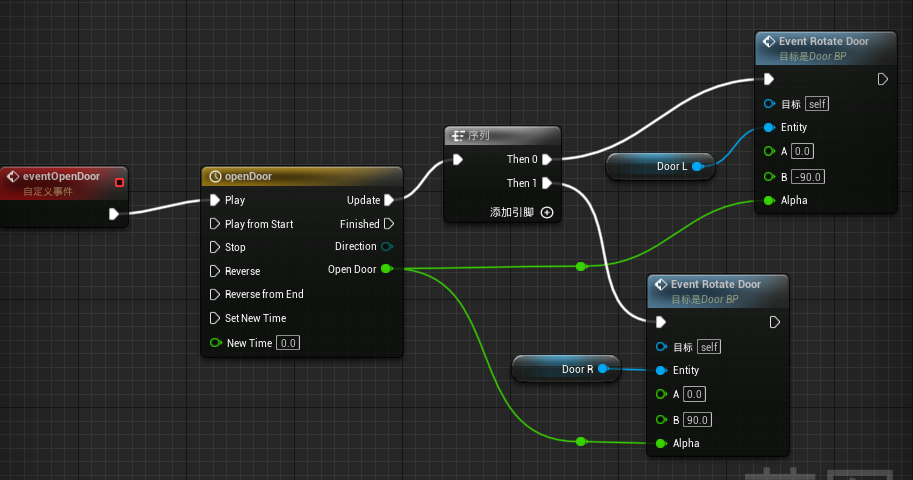 eventOpenDoor
自定义事件
openDoor
Play
Update
Play from Start
Finished
Stop
Direction
Reverse
Open Door
Reverse from End
Set New Time
New Time 0.0
序列
Then 0
Then 1
添加引脚
Door L
Event Rotate Door
目标是Door BP
目标 self
Entity
A 0.0
B -90.0
Alpha
Door R
Event Rotate Door
目标是Door BP
目标 self
Entity
A 0.0
B 90.0
Alpha